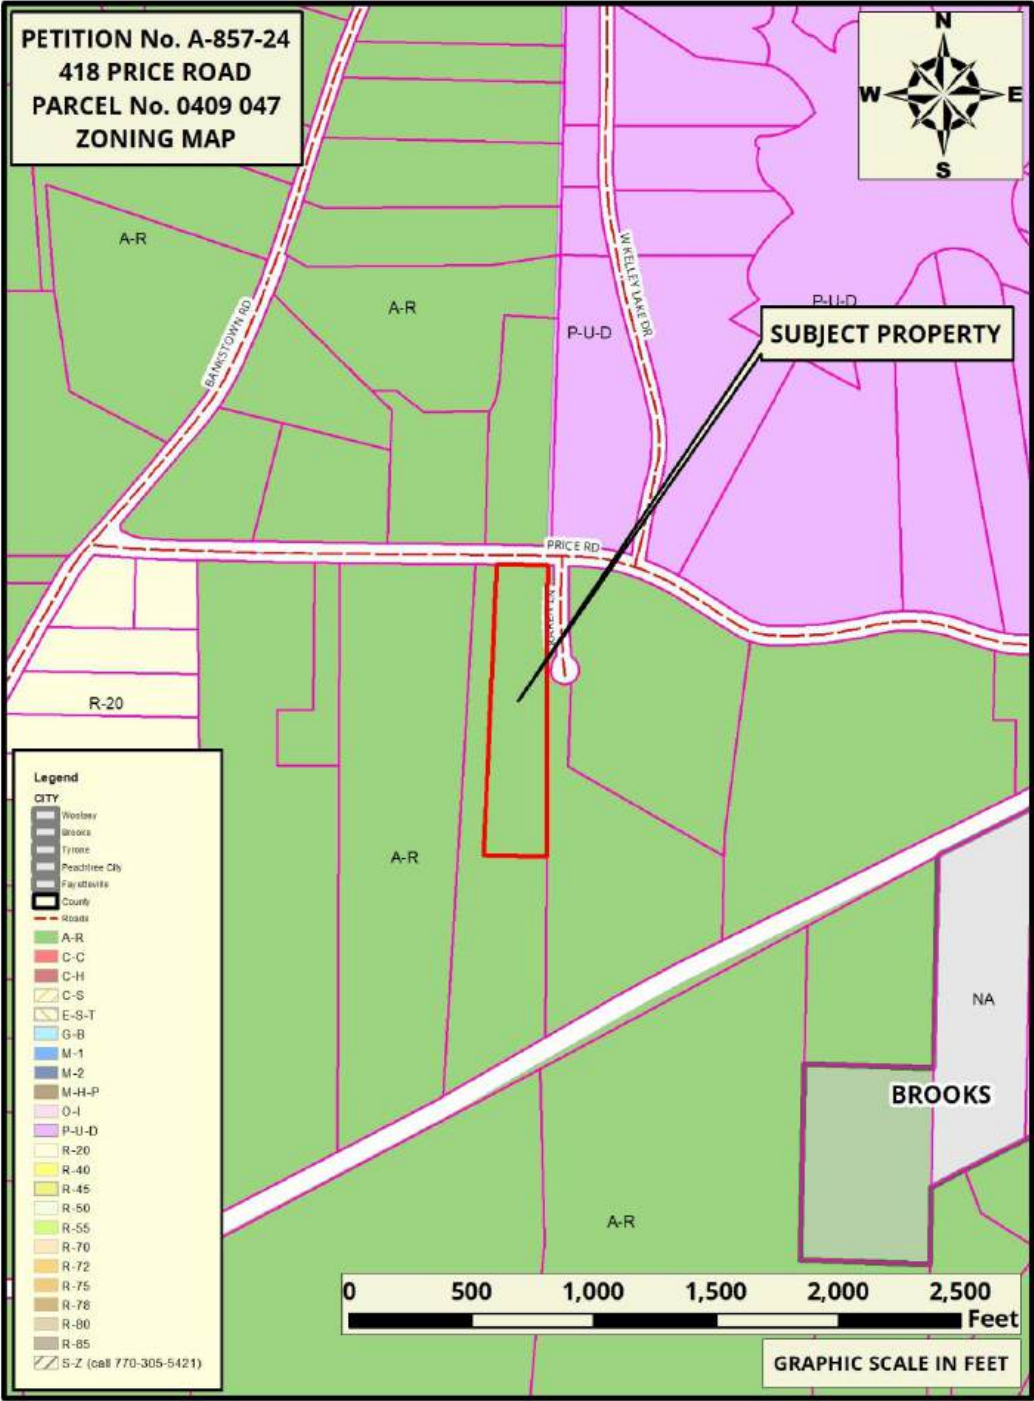 PETITION No. A-857-24
418 PRICE ROAD
PARCEL No. 0409 047
ZONING MAP
N
W
E
S
A-R
A-R
BANKSTOWN RD
W KELLEY LAKE DR
P-U-D
P-U-D
SUBJECT PROPERTY
PRICE RD
LN
R-20
A-R
Legend
CITY
Woolsey
Brooks
Tyrone
Peachtree City
Fayetteville
County
Roads
A-R
C-C
C-H
C-S
E-S-T
G-B
M-1
M-2
M-H-P
O-I
P-U-D
R-20
R-40
R-45
R-50
R-55
R-70
R-72
R-75
R-78
R-80
R-85
S-Z (call 770-305-5421)
NA
BROOKS
A-R
0 500 1,000 1,500 2,000 2,500
Feet
GRAPHIC SCALE IN FEET